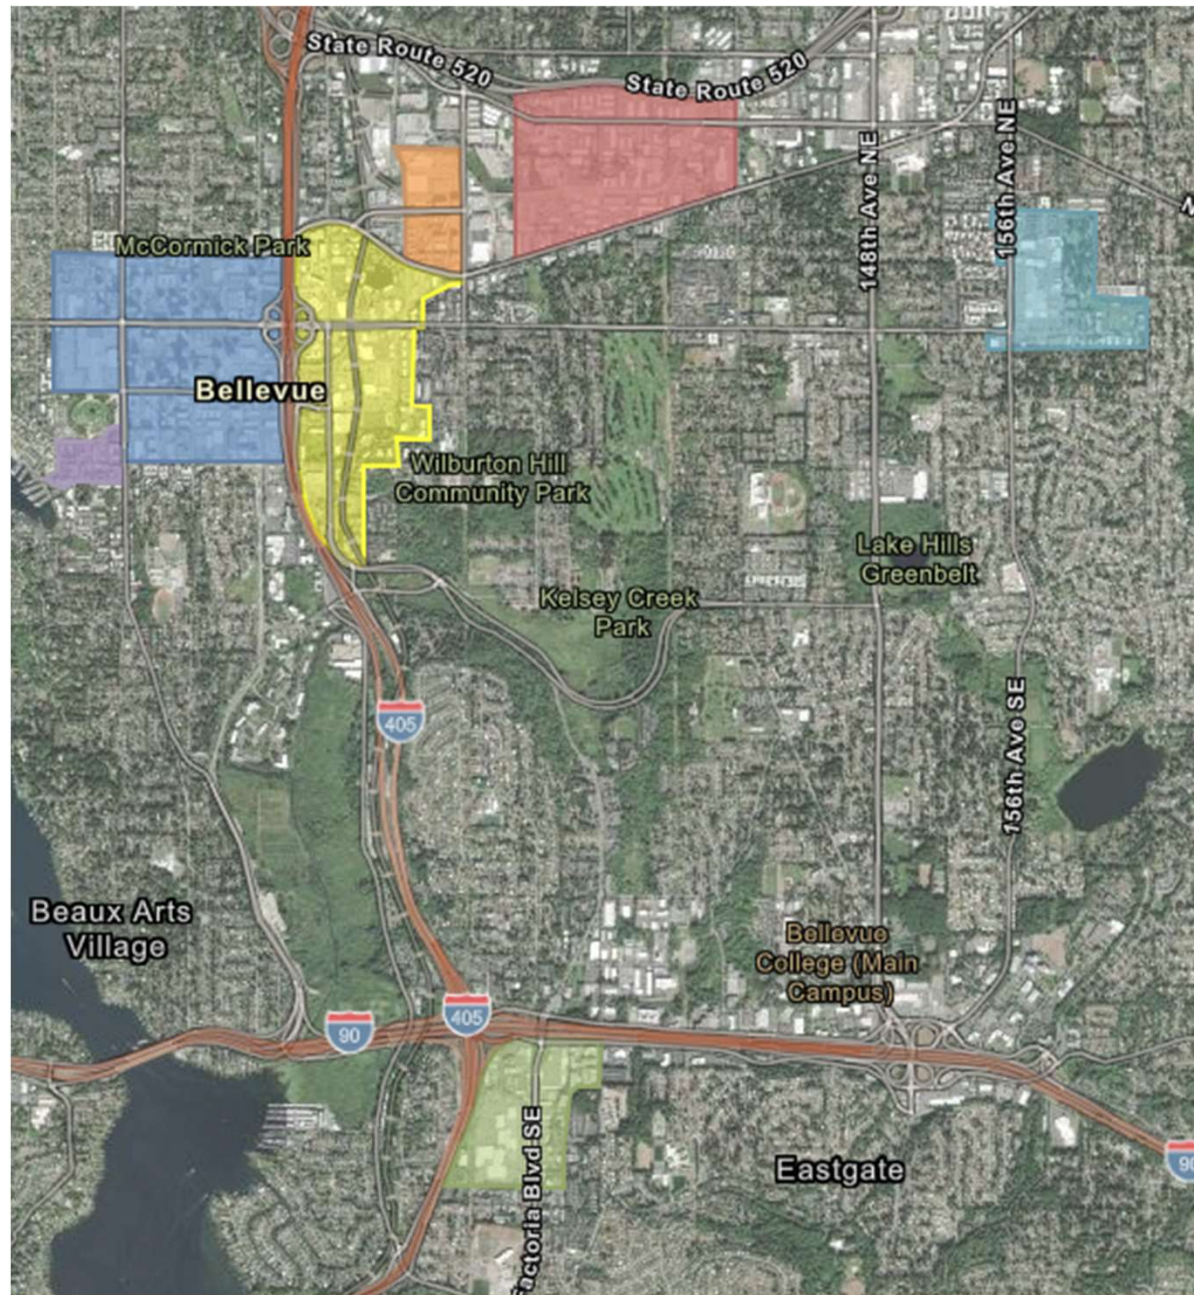 State Route 520
State Route 520
148th Ave NE
156th Ave NE
McCormick Park
Bellevue
Wilburton Hill
Community Park
Lake Hills
Greenbelt
Kelsey Creek
Park
405
156th Ave SE
Beaux Arts
Village
Bellevue
College (Main
Campus)
405
90
Factoria Blvd SE
Eastgate